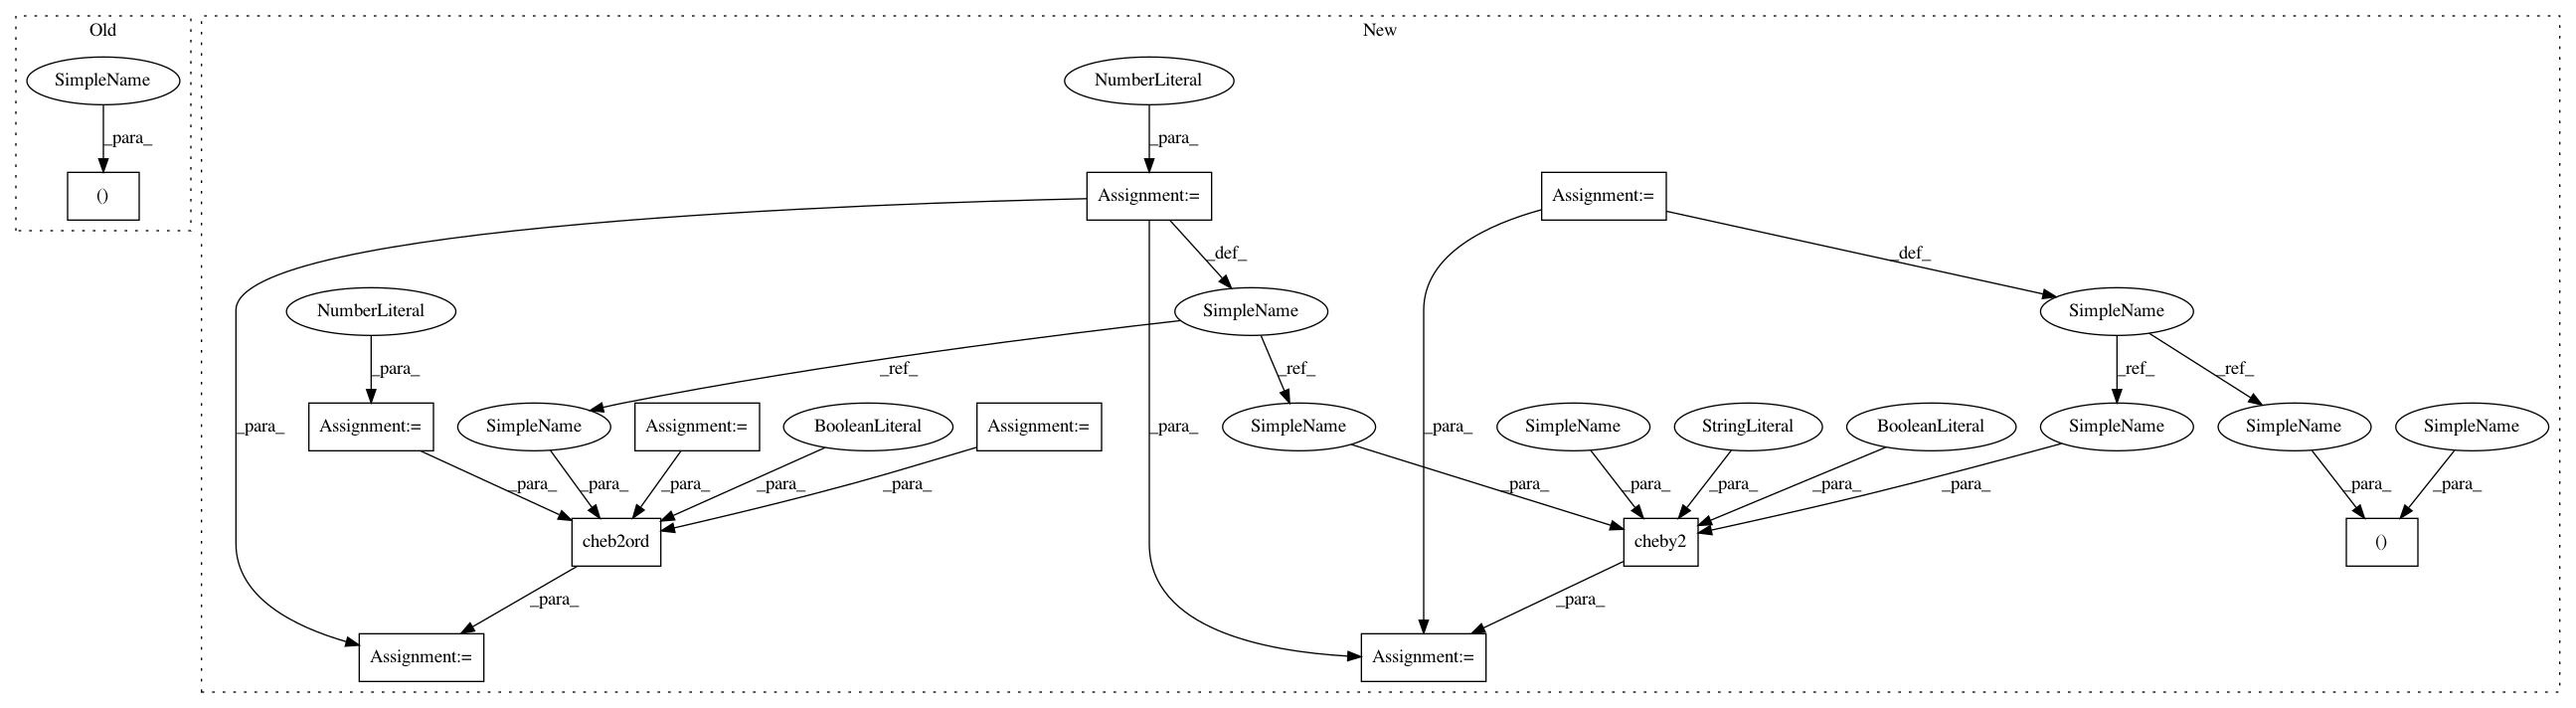 Old
New
SimpleName
NumberLiteral
_para_
_para_
()
Assignment:=
Assignment:=
_def_
_def_
NumberLiteral
SimpleName
SimpleName
_para_
_ref_
_ref_
_ref_
_ref_
_para_
Assignment:=
SimpleName
Assignment:=
BooleanLiteral
Assignment:=
_para_
SimpleName
_para_
SimpleName
StringLiteral
BooleanLiteral
SimpleName
SimpleName
SimpleName
_para_
_para_
_para_
_para_
_para_
_para_
_para_
_para_
_para_
_para_
_para_
_para_
cheb2ord
cheby2
()
_para_
_para_
Assignment:=
Assignment:=